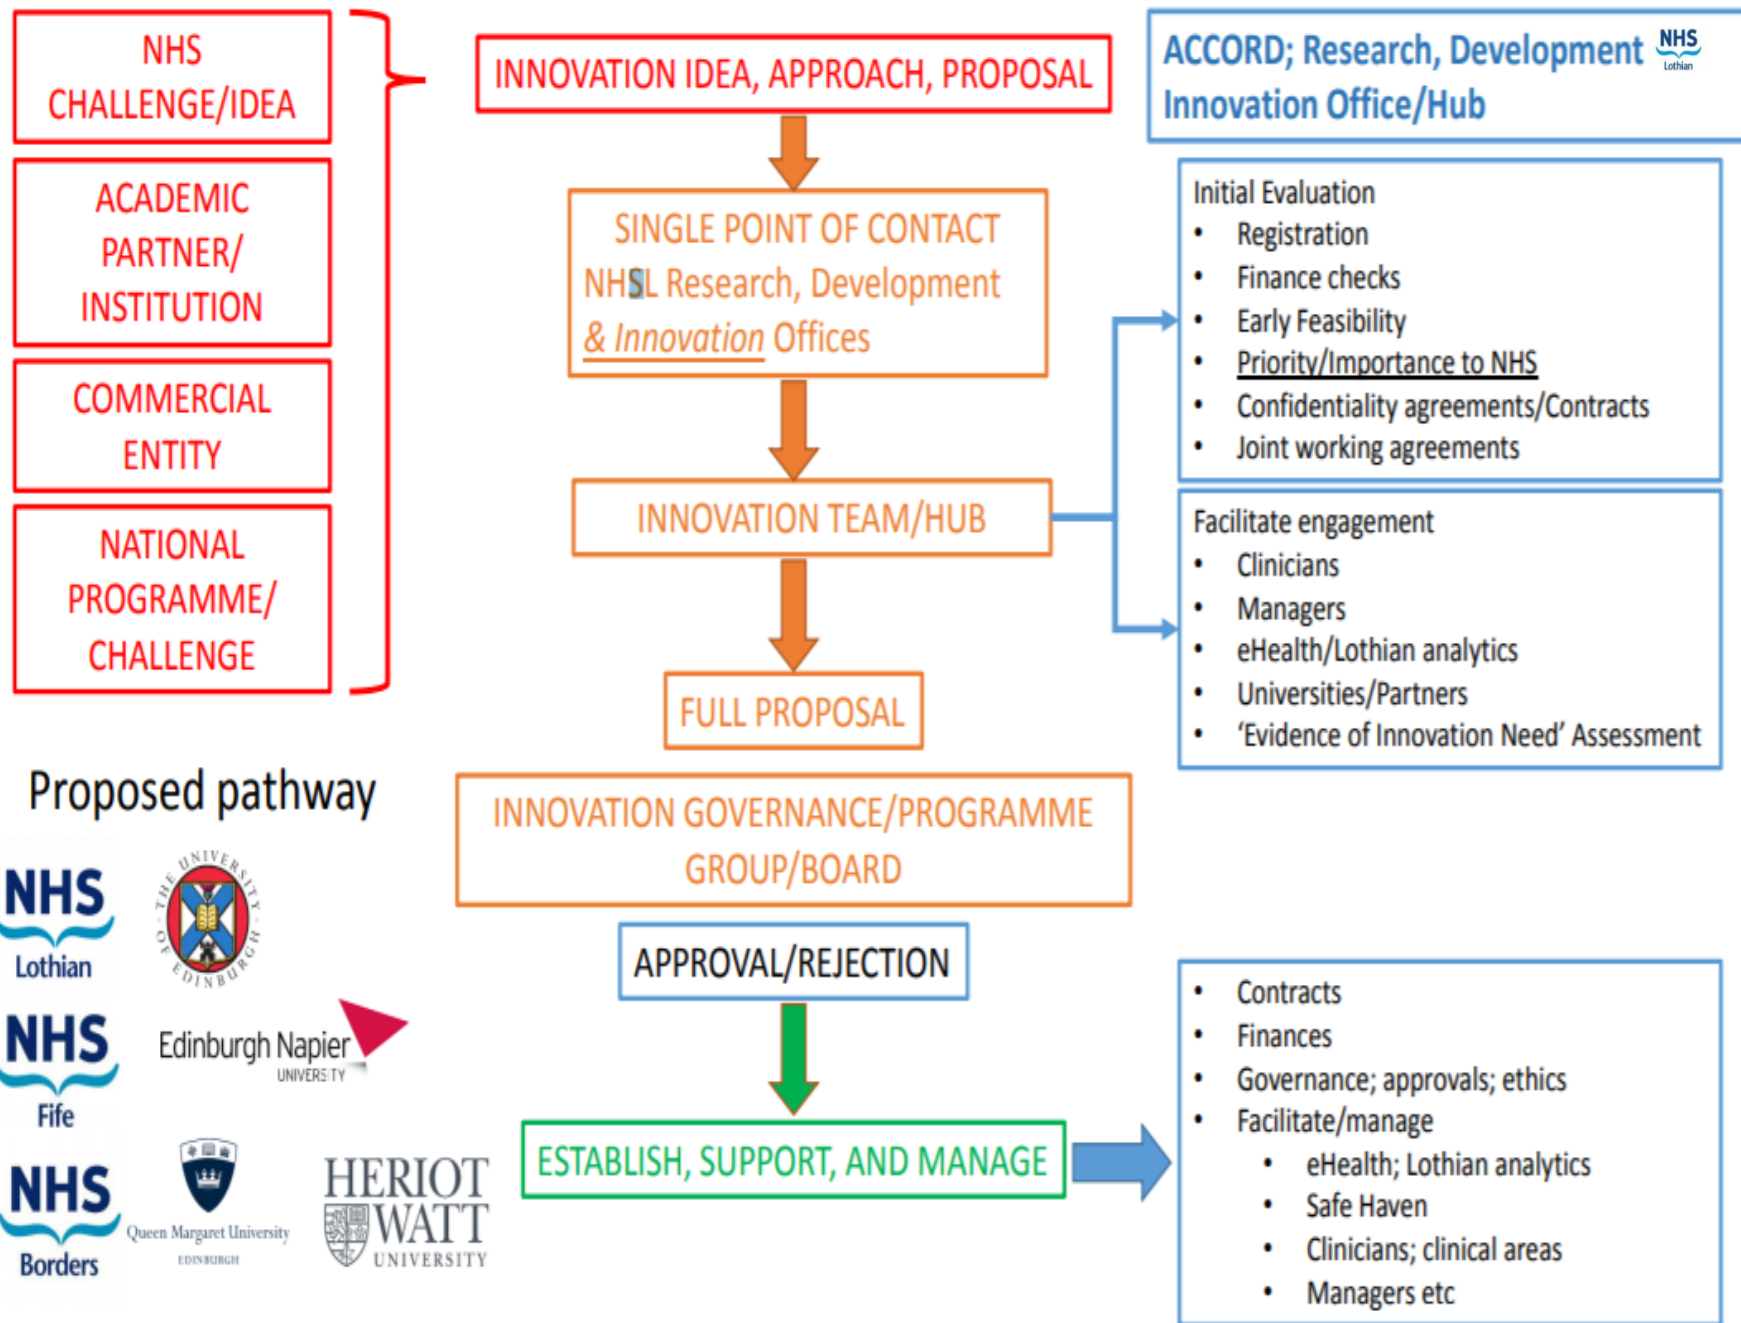 NHS
CHALLENGE/IDEA
ACADEMIC
PARTNER/
INSTITUTION
COMMERCIAL
ENTITY
NATIONAL
PROGRAMME/
CHALLENGE
INNOVATION IDEA, APPROACH, PROPOSAL
SINGLE POINT OF CONTACT
NHSL Research, Development
& Innovation Offices
INNOVATION TEAM/HUB
FULL PROPOSAL
INNOVATION GOVERNANCE/PROGRAMME
GROUP/BOARD
APPROVAL/REJECTION
ESTABLISH, SUPPORT, AND MANAGE
ACCORD; Research, Development
Innovation Office/Hub
NHS
Lothian
Initial Evaluation
• Registration
• Finance checks
• Early Feasibility
• Priority/Importance to NHS
• Confidentiality agreements/Contracts
• Joint working agreements
Facilitate engagement
• Clinicians
• Managers
• eHealth/Lothian analytics
• Universities/Partners
• ‘Evidence of Innovation Need’ Assessment
• Contracts
• Finances
• Governance; approvals; ethics
• Facilitate/manage
• eHealth; Lothian analytics
• Safe Haven
• Clinicians; clinical areas
• Managers etc
Proposed pathway
NHS
Lothian
THE UNIVERSITY OF EDINBURGH
NHS
Fife
Edinburgh Napier
UNIVERSITY
NHS
Borders
Queen Margaret University
EDINBURGH
HERIOT
WATT
UNIVERSITY